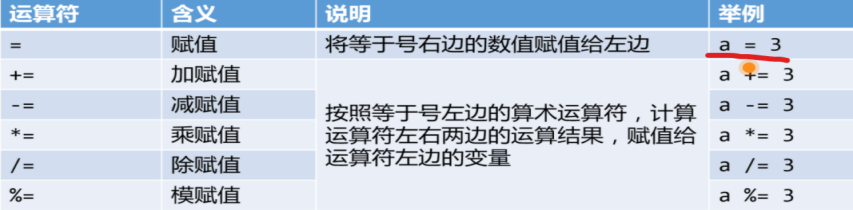 运算符 含义 说明 举例
= 赋值 将等于号右边的数值赋值给左边 a = 3
+= 加赋值 a += 3
-= 减赋值 按照等于号左边的算术运算符，计算 a -= 3
*= 乘赋值 运算符左右两边的运算结果，赋值给 a *= 3
/= 除赋值 运算符左边的变量 a /= 3
%= 模赋值 a %= 3